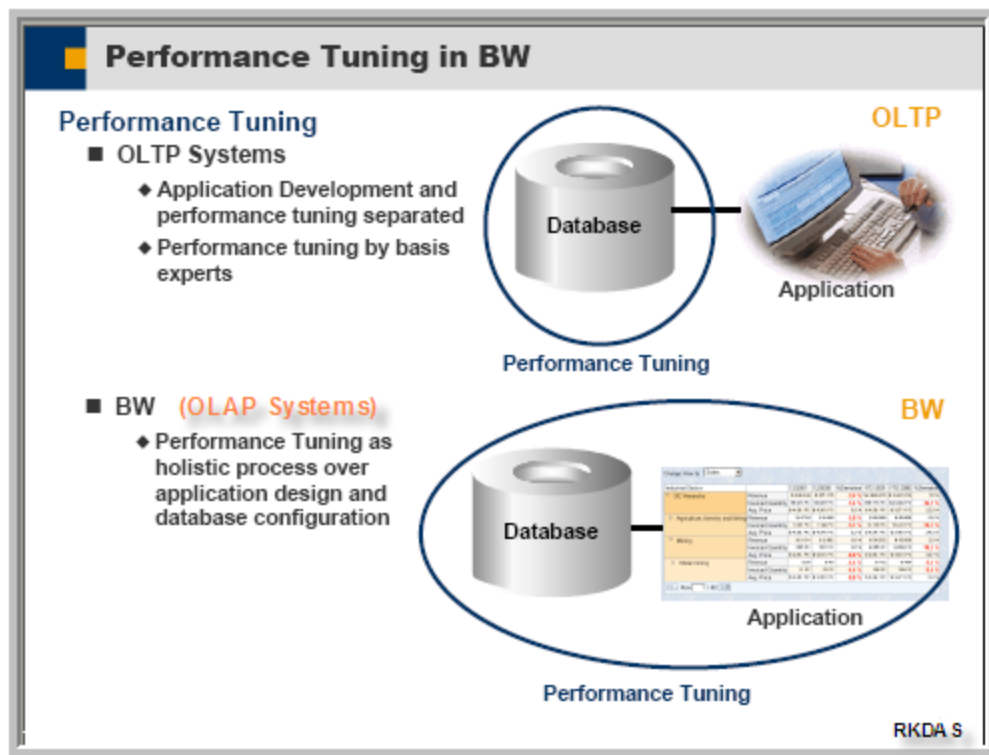 Performance Tuning in BW
Performance Tuning
■ OLTP Systems
◆ Application Development and
performance tuning separated
◆ Performance tuning by basis
experts
OLTP
Database
Application
Performance Tuning
■ BW (OLAP Systems)
◆ Performance Tuning as
holistic process over
application design and
database configuration
BW
Database
Mining
Application
Performance Tuning
RKDAS